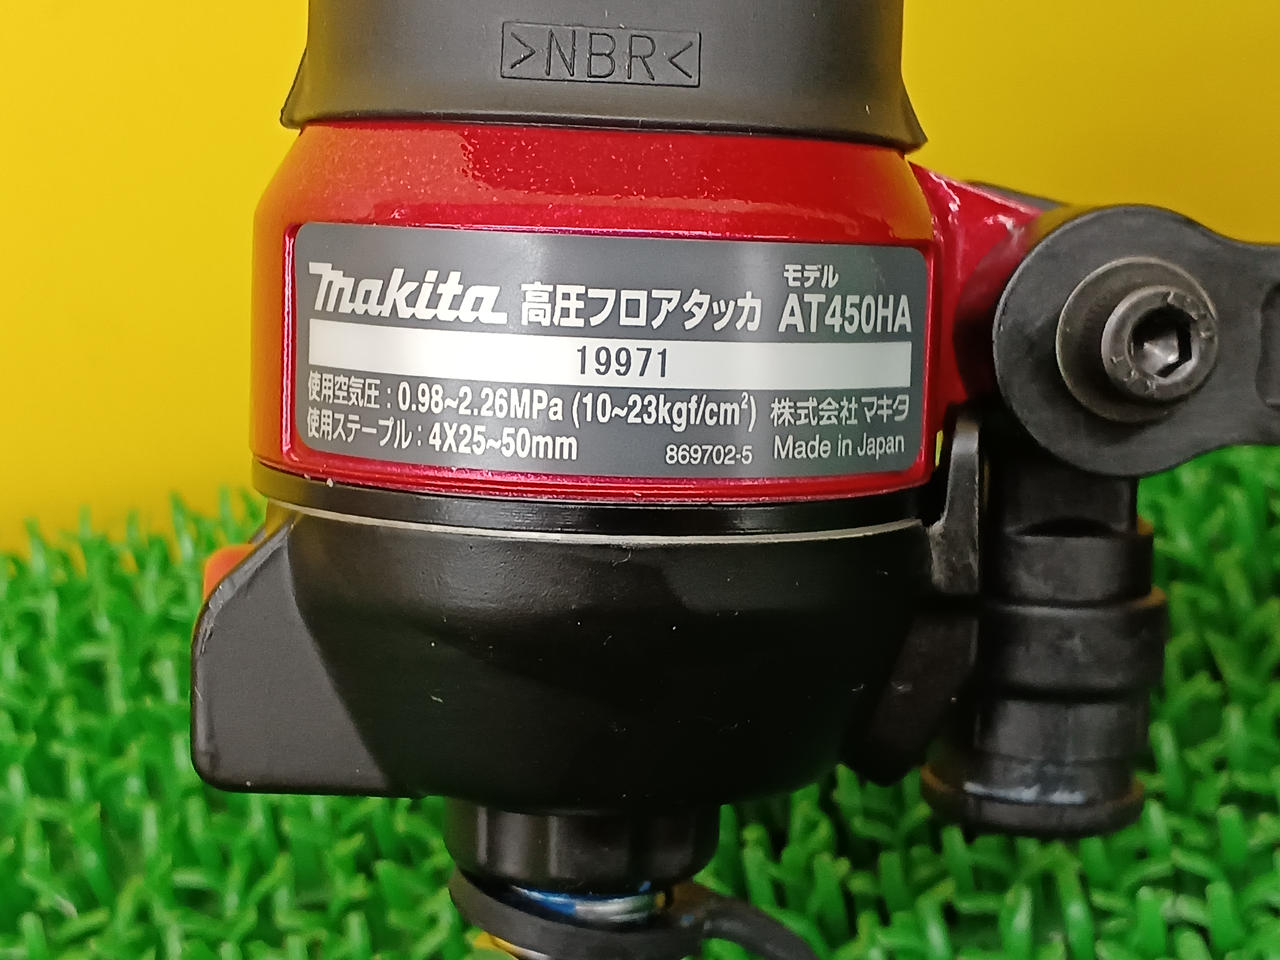 >NBR<
makita 高圧フロアタッカ モデル AT450HA
19971
使用空気圧 : 0.98~2.26MPa (10~23kgf/cm²) 株式会社マキタ
使用ステープル : 4X25~50mm 869702-5 Made in Japan